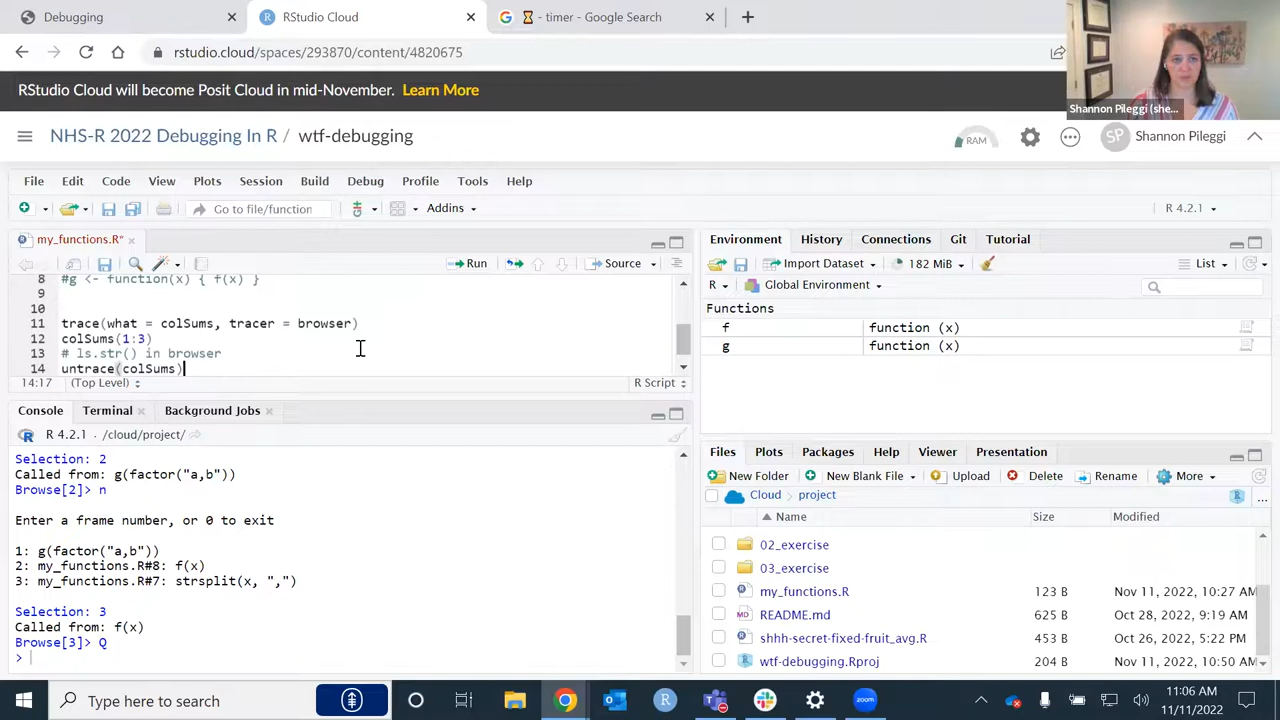 Debugging
RStudio Cloud
- timer - Google Search
rstudio.cloud/spaces/293870/content/4820675
Shannon Pileggi (she...
RStudio Cloud will become Posit Cloud in mid-November. Learn More
NHS-R 2022 Debugging In R / wtf-debugging
RAM
SP
Shannon Pileggi
File Edit Code View Plots Session Build Debug Profile Tools Help
Go to file/function
Addins
R 4.2.1
my_functions.R*
Run
Source
8 #g <- function(x) { f(x) }
9
10
11 trace(what = colSums, tracer = browser)
12 colSums(1:3)
13 # ls.str() in browser
14 untrace(colSums)
14:17 (Top Level) R Script
Console Terminal Background Jobs
R 4.2.1 . /cloud/project/
Selection: 2
Called from: g(factor("a,b"))
Browse[2]> n
Enter a frame number, or 0 to exit
1: g(factor("a,b"))
2: my_functions.R#8: f(x)
3: my_functions.R#7: strsplit(x, ",")
Selection: 3
Called from: f(x)
Browse[3]> Q
>
Environment History Connections Git Tutorial
Import Dataset
182 MiB
List
R Global Environment
Functions
f function (x)
g function (x)
Files Plots Packages Help Viewer Presentation
New Folder New Blank File Upload Delete Rename More
Cloud project
Name Size Modified
02_exercise
03_exercise
my_functions.R 123 B Nov 11, 2022, 10:27 AM
README.md 625 B Oct 28, 2022, 9:19 AM
shhh-secret-fixed-fruit_avg.R 453 B Oct 26, 2022, 5:22 PM
wtf-debugging.Rproj 204 B Nov 11, 2022, 10:50 AM
Type here to search
zoom
11:06 AM
11/11/2022